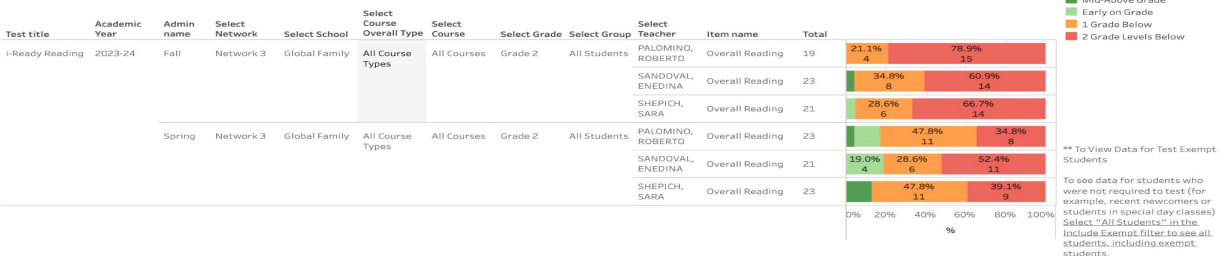 Mid-Above Grade
Early on Grade
1 Grade Below
2 Grade Levels Below
Test title Academic Year Admin name Select Network Select School Select Course Overall Type Select Course Select Grade Select Group Select Teacher Item name Total
i-Ready Reading 2023-24 Fall Network 3 Global Family All Course Types All Courses Grade 2 All Students PALOMINO, ROBERTO Overall Reading 19 21.1% 4 78.9% 15
SANDOVAL, ENEDINA Overall Reading 23 34.8% 8 60.9% 14
SHEPICH, SARA Overall Reading 21 28.6% 6 66.7% 14
Spring Network 3 Global Family All Course Types All Courses Grade 2 All Students PALOMINO, ROBERTO Overall Reading 23 47.8% 11 34.8% 8
SANDOVAL, ENEDINA Overall Reading 21 19.0% 4 28.6% 6 52.4% 11
SHEPICH, SARA Overall Reading 23 47.8% 11 39.1% 9
0% 20% 40% 60% 80% 100%
%
** To View Data for Test Exempt
Students
To see data for students who
were not required to test (for
example, recent newcomers or
students in special day classes)
Select "All Students" in the
Include Exempt filter to see all
students, including exempt
students.